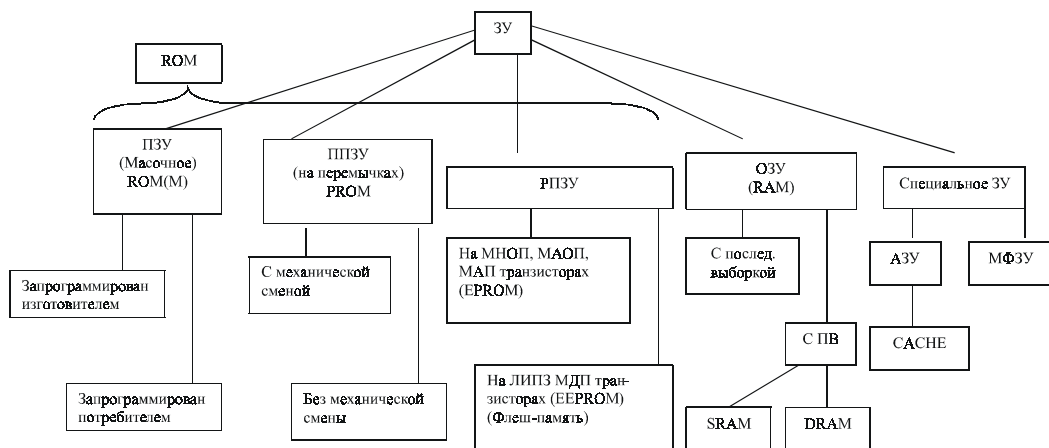 ЗУ
ROM
ПЗУ
(Масочное)
ROM(M)
ППЗУ
(на перемычках)
PROM
РПЗУ
ОЗУ
(RAM)
Специальное ЗУ
Запрограммирован
изготовителем
Запрограммирован
потребителем
С механической
сменой
Без механической
смены
На МНОП, МАОП,
МАП транзисторах
(EPROM)
На ЛИПЗ МДП тран-
зисторах (EEPROM)
(Флеш-память)
С послед.
выборкой
С ПВ
SRAM
DRAM
АЗУ
CACHE
МФЗУ